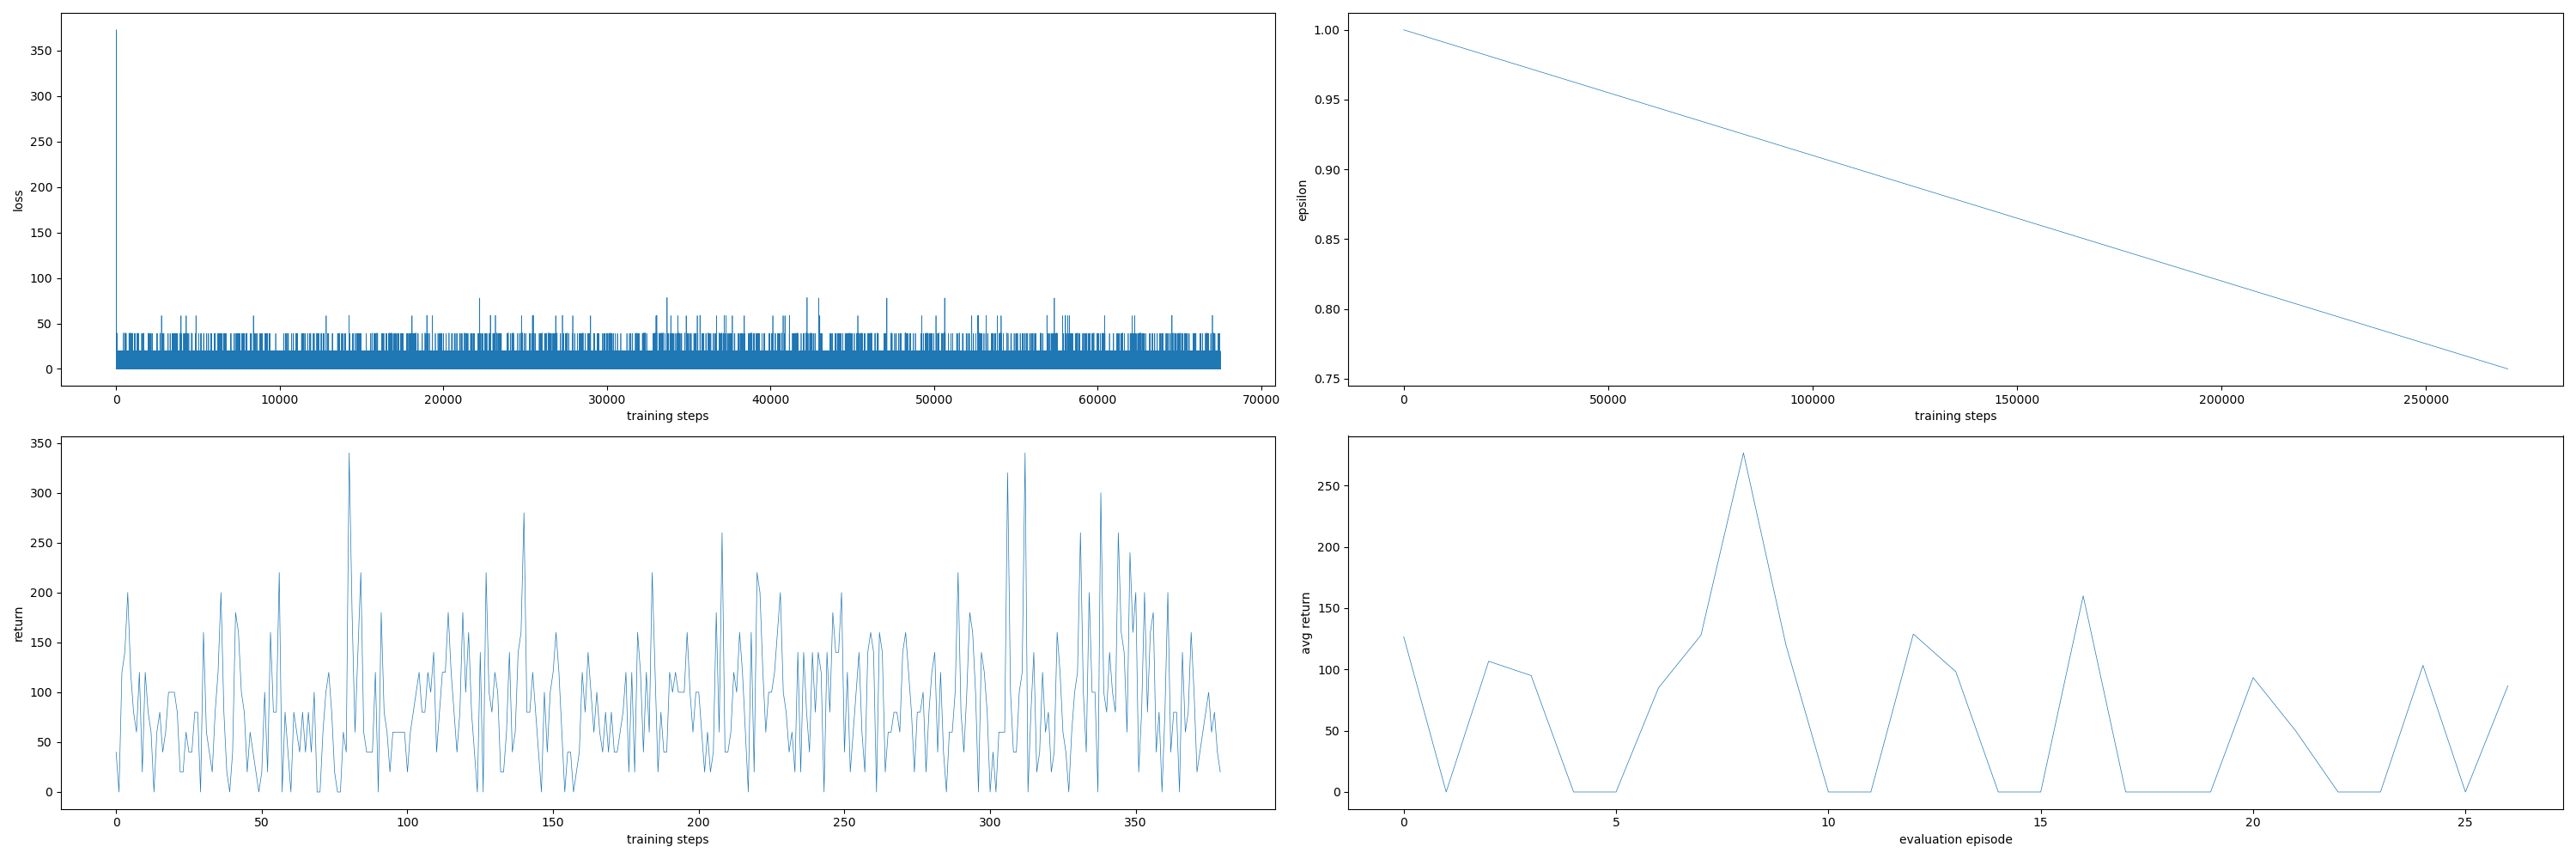 350
300
250
200
150
100
50
0
loss
0 10000 20000 30000 40000 50000 60000 70000
training steps
1.00
0.95
0.90
0.85
0.80
0.75
epsilon
0 50000 100000 150000 200000 250000
training steps
350
300
250
200
150
100
50
0
return
0 50 100 150 200 250 300 350
training steps
250
200
150
100
50
0
avg return
0 5 10 15 20 25
evaluation episode